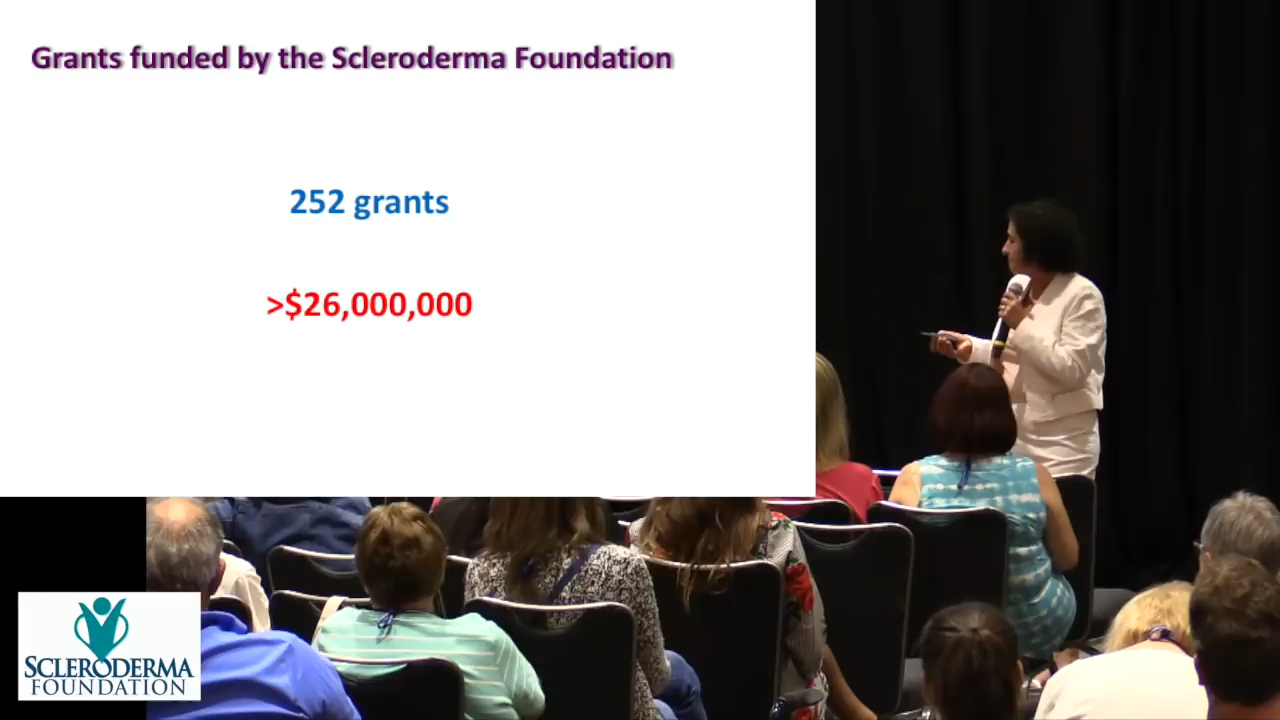 Grants funded by the Scleroderma Foundation
252 grants
>$26,000,000
SCLERODERMA
FOUNDATION